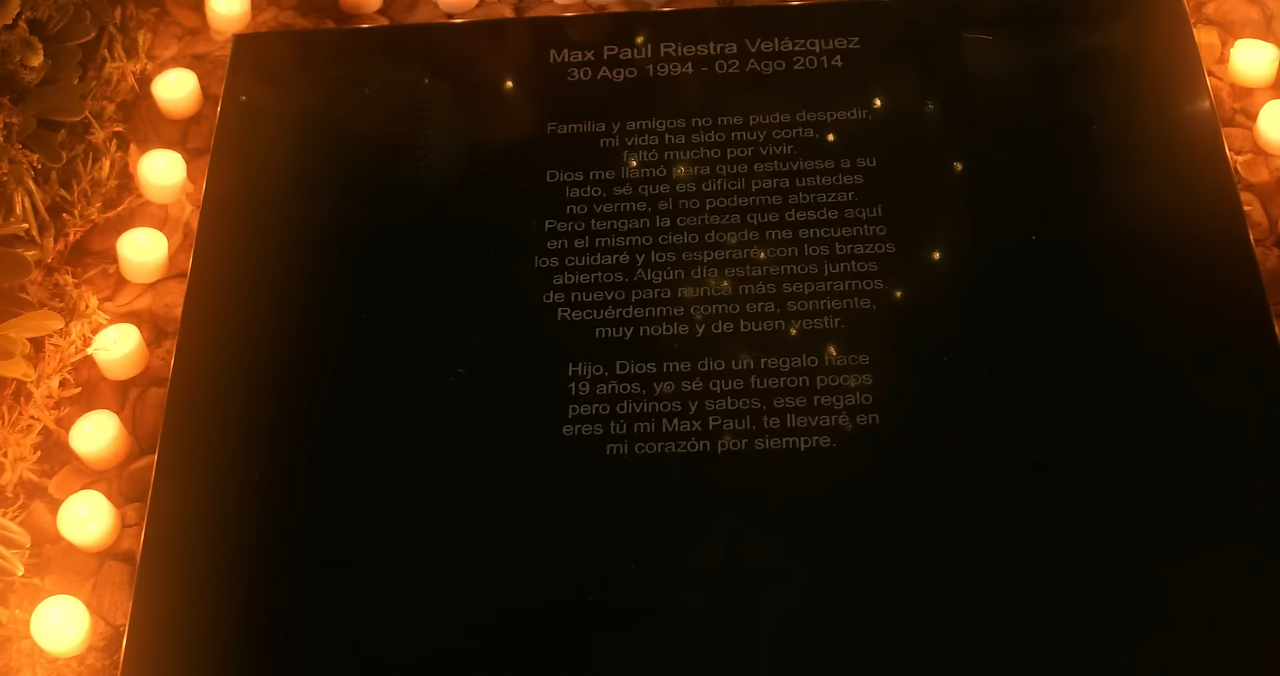 Max Paul Riestra Velázquez
30 Ago 1994 - 02 Ago 2014
Familia y amigos no me pude despedir,
mi vida ha sido muy corta,
faltó mucho por vivir.
Dios me llamó para que estuviese a su
lado, sé que es difícil para ustedes
no verme, el no poderme abrazar.
Pero tengan la certeza que desde aquí
en el mismo cielo donde me encuentro
los cuidaré y los esperaré con los brazos
abiertos. Algún día estaremos juntos
de nuevo para nunca más separarnos.
Recuérdenme como era, sonriente,
muy noble y de buen vestir.
Hijo, Dios me dio un regalo hace
19 años, yo sé que fueron pocos
pero divinos y sabes, ese regalo
eres tú mi Max Paul, te llevaré en
mi corazón por siempre.